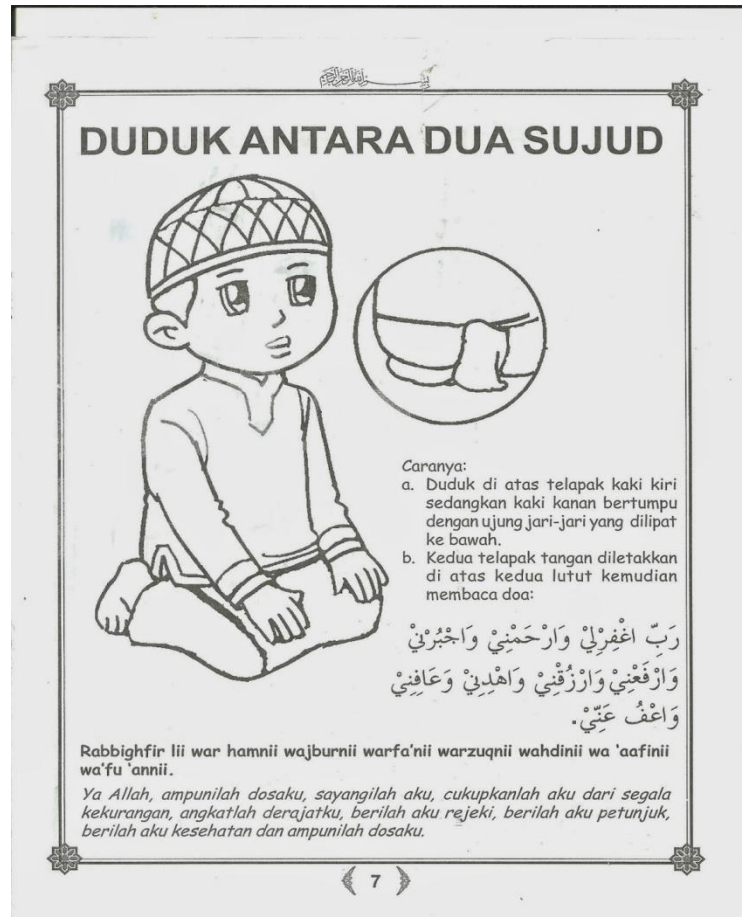 DUDUK ANTARA DUA SUJUD
Caranya:
a. Duduk di atas telapak kaki kiri
sedangkan kaki kanan bertumpu
dengan ujung jari-jari yang dilipat
ke bawah.
b. Kedua telapak tangan diletakkan
di atas kedua lutut kemudian
membaca doa:
رَبِّ اغْفِرْلِيْ وَارْحَمْنِيْ وَاجْبُرْنِيْ
وَارْفَعْنِيْ وَارْزُقْنِيْ وَاهْدِنِيْ وَعَافِنِيْ
وَاعْفُ عَنِّيْ.
Rabbighfir lii war hamnii wajburnii warfa'nii warzuqnii wahdinii wa 'aafinii
wa'fu 'annii.
Ya Allah, ampunilah dosaku, sayangilah aku, cukupkanlah aku dari segala
kekurangan, angkatlah derajatku, berilah aku rejeki, berilah aku petunjuk,
berilah aku kesehatan dan ampunilah dosaku.
7